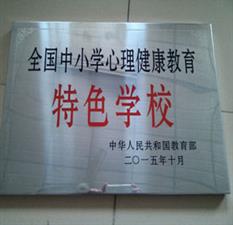 全国中小学心理健康教育
特色学校
中华人民共和国教育部
二〇一五年十月